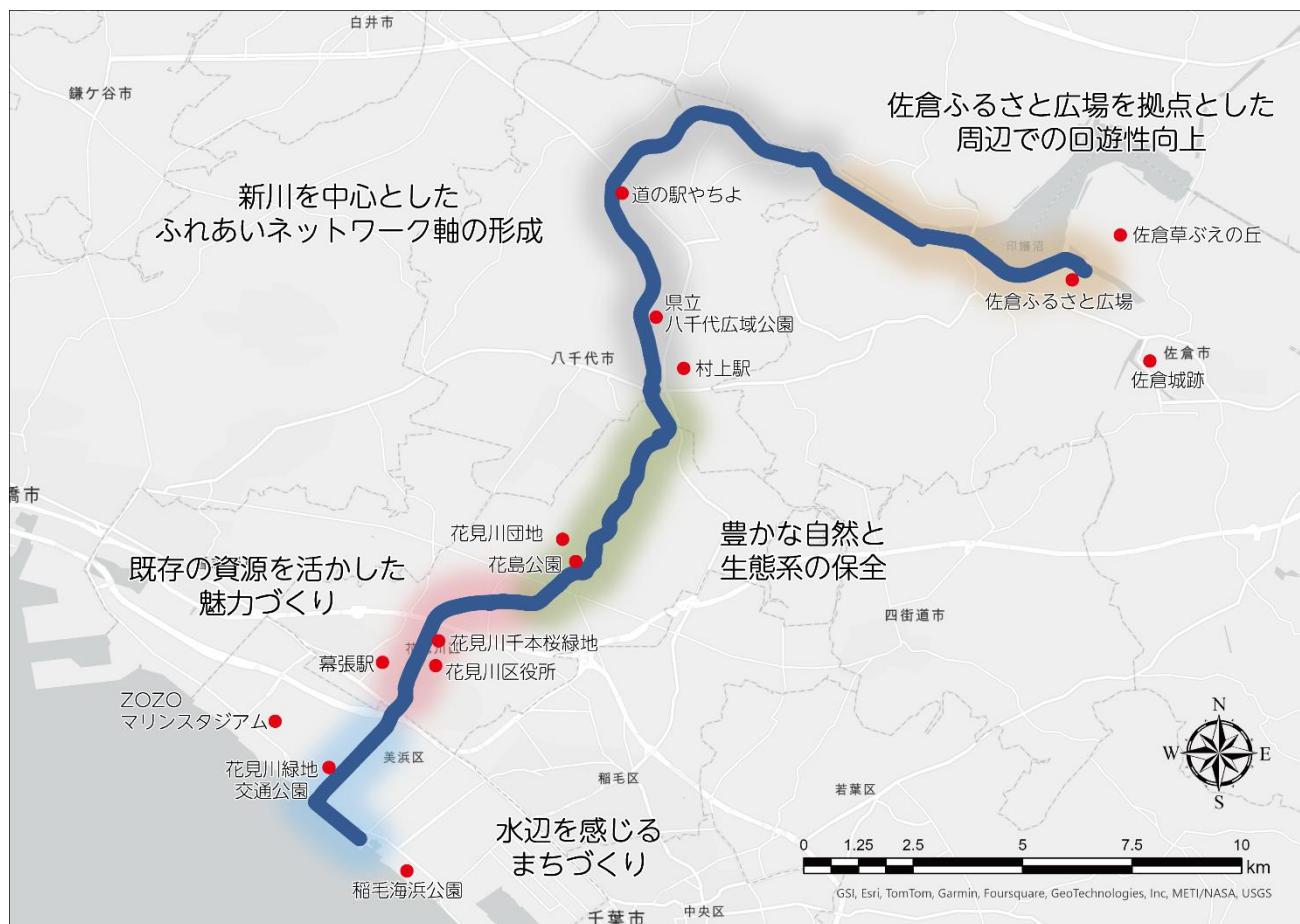 白井市
鎌ケ谷市
佐倉ふるさと広場を拠点とした
周辺での回遊性向上
新川を中心とした
ふれあいネットワーク軸の形成
道の駅やちよ
印旛沼
佐倉草ぶえの丘
佐倉ふるさと広場
県立
八千代広域公園
八千代市
村上駅
佐倉市
佐倉城跡
橋市
花見川団地
花島公園
豊かな自然と
生態系の保全
既存の資源を活かした
魅力づくり
四街道市
花見川千本桜緑地
幕張駅
花見川区役所
ZOZO
マリンスタジアム
美浜区
花見川緑地
交通公園
稲毛区
若葉区
水辺を感じる
まちづくり
稲毛海浜公園
千葉市
中央区
N
W
E
S
0 1.25 2.5 5 7.5 10
km
GSI, Esri, TomTom, Garmin, Foursquare, GeoTechnologies, Inc, METI/NASA, USGS